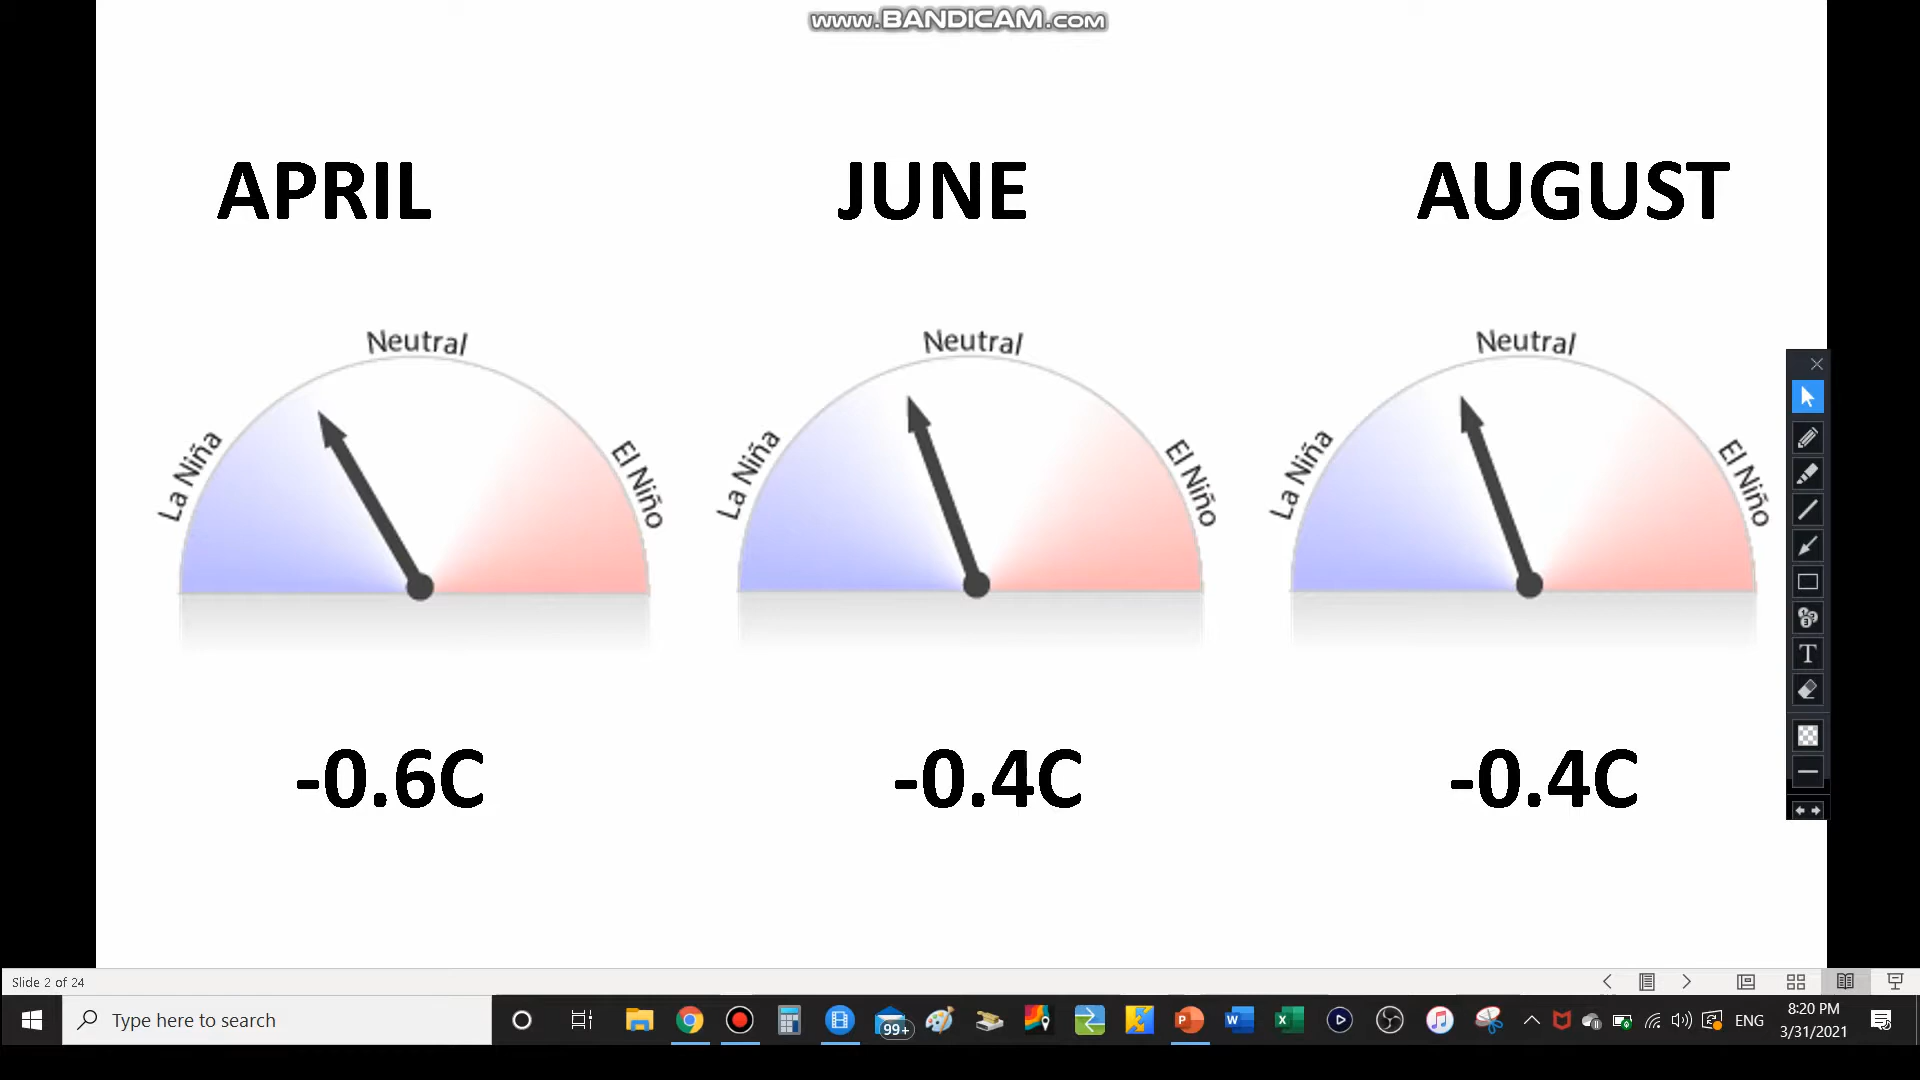 www.BANDICAM.com
APRIL
JUNE
AUGUST
Neutral
Neutral
Neutral
La Niña
El Niño
La Niña
El Niño
La Niña
El Niño
-0.6C
-0.4C
-0.4C
T
Slide 2 of 24
Type here to search
99+
ENG
8:20 PM
3/31/2021